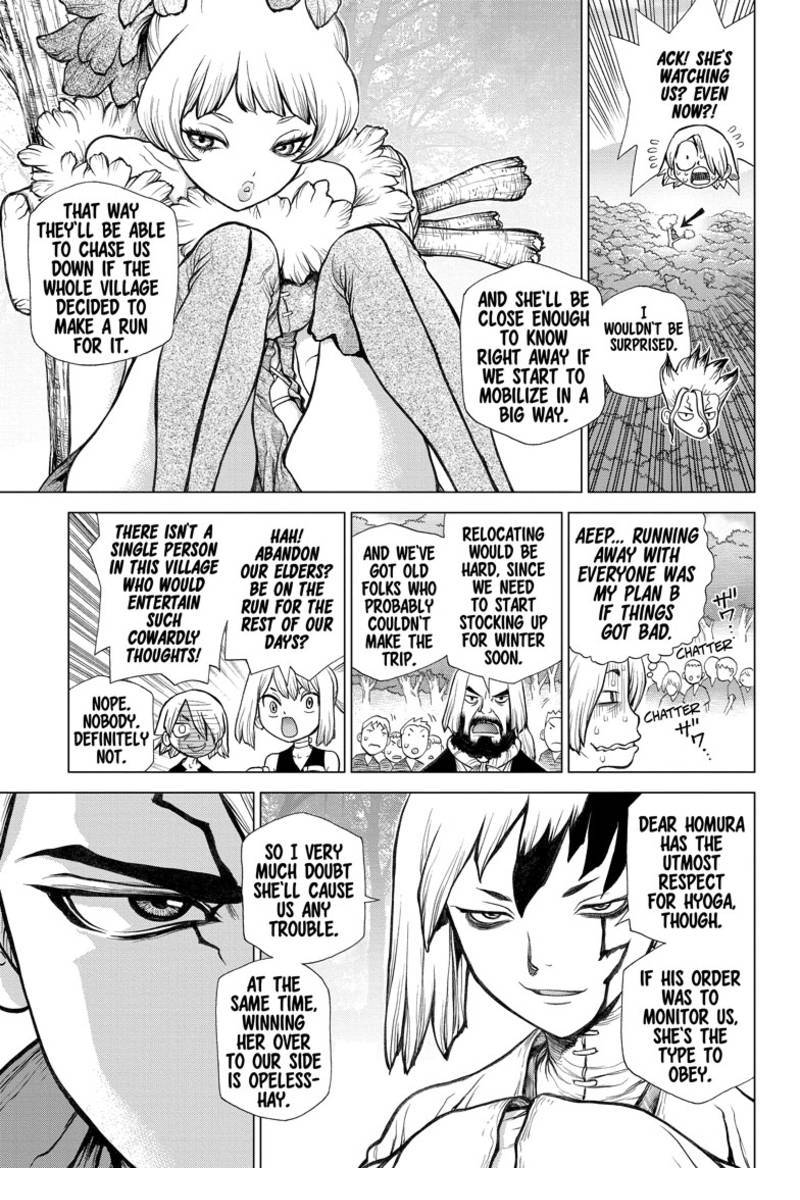 ACK! SHE'S
WATCHING
US? EVEN
NOW?!
I
WOULDN'T BE
SURPRISED.
AND SHE'LL BE
CLOSE ENOUGH
TO KNOW
RIGHT AWAY IF
WE START TO
MOBILIZE IN A
BIG WAY.
THAT WAY
THEY'LL BE ABLE
TO CHASE US
DOWN IF THE
WHOLE VILLAGE
DECIDED TO
MAKE A RUN
FOR IT.
AEEP... RUNNING
AWAY WITH
EVERYONE WAS
MY PLAN B
IF THINGS
GOT BAD.
ザワ...
CHATTER
CHATTER
ザワ...
RELOCATING
WOULD BE
HARD, SINCE
WE NEED
TO START
STOCKING UP
FOR WINTER
SOON.
AND WE'VE
GOT OLD
FOLKS WHO
PROBABLY
COULDN'T
MAKE THE
TRIP.
HAH!
ABANDON
OUR ELDERS?
BE ON THE
RUN FOR THE
REST OF OUR
DAYS?
THERE ISN'T A
SINGLE PERSON
IN THIS VILLAGE
WHO WOULD
ENTERTAIN
SUCH
COWARDLY
THOUGHTS!
NOPE.
NOBODY.
DEFINITELY
NOT.
DEAR HOMURA
HAS THE
UTMOST
RESPECT
FOR HYOGA,
THOUGH.
IF HIS ORDER
WAS TO
MONITOR US,
SHE'S THE
TYPE TO
OBEY.
SO I VERY
MUCH DOUBT
SHE'LL CAUSE
US ANY
TROUBLE.
AT THE
SAME TIME,
WINNING
HER OVER
TO OUR SIDE
IS OPELESS-
HAY.